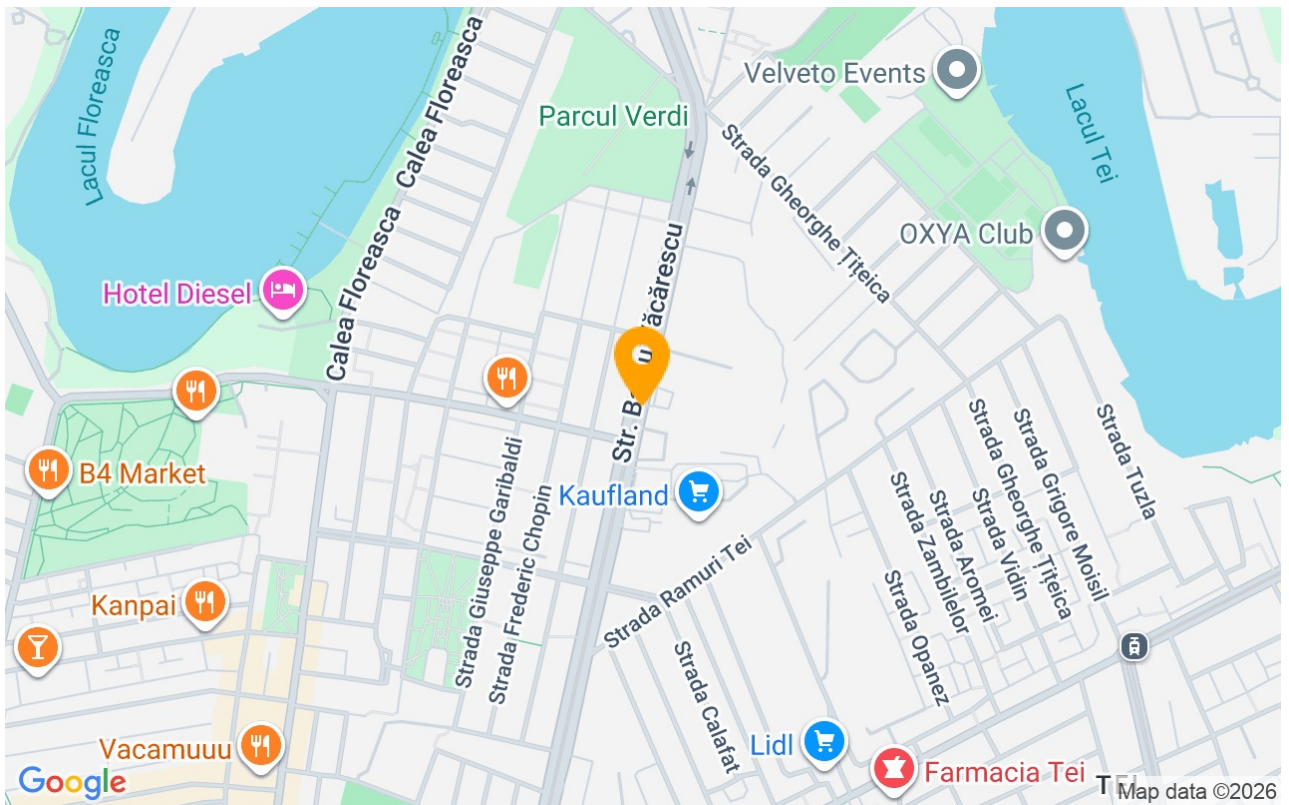 Lacul Floreasca
Calea Floreasca
Calea Floreasca
Parcul Verdi
Velveto Events
Lacul Tei
Strada Gheorghe Țițeica
OXYA Club
Hotel Diesel
Str. Ba
u
răcărescu
B4 Market
Kaufland
Strada Giuseppe Garibaldi
Strada Frederic Chopin
Strada Ramuri Tei
Strada Calafat
Strada Opanez
Strada Zambilelor
Strada Aromei
Strada Vidin
Strada Gheorghe Țițeica
Strada Grigore Moisil
Strada Tuzla
Kanpai
Vacamuuu
Lidl
Farmacia Tei
Google
Map data ©2026